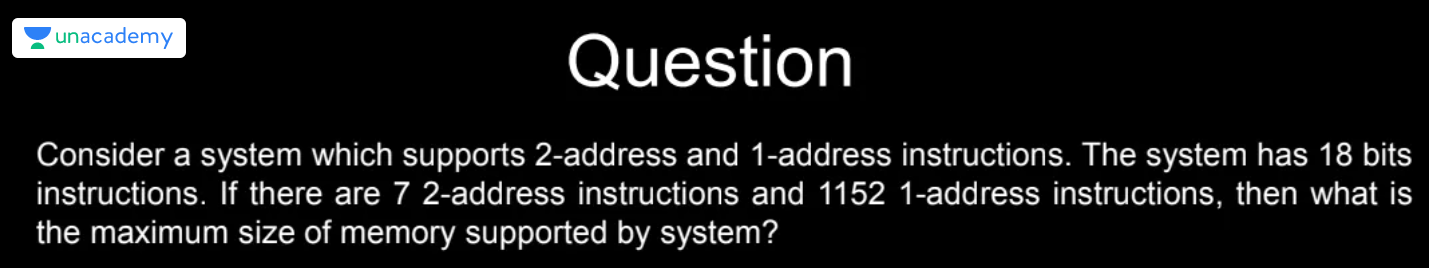 unacademy
Question
Consider a system which supports 2-address and 1-address instructions. The system has 18 bits
instructions. If there are 7 2-address instructions and 1152 1-address instructions, then what is
the maximum size of memory supported by system?